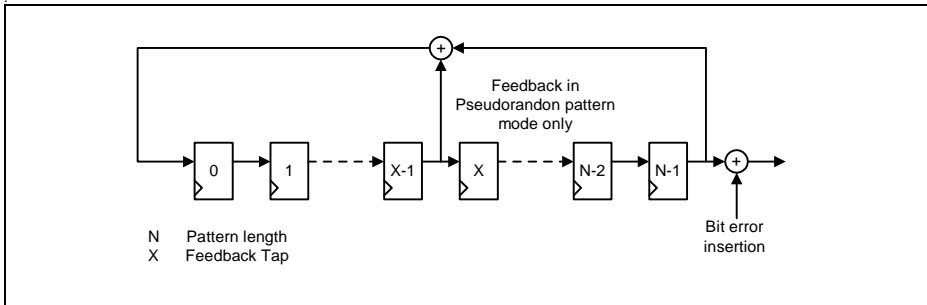 +
Feedback in
Pseudorandon pattern
mode only
0
1
X-1
X
N-2
N-1
+
Bit error
insertion
N Pattern length
X Feedback Tap